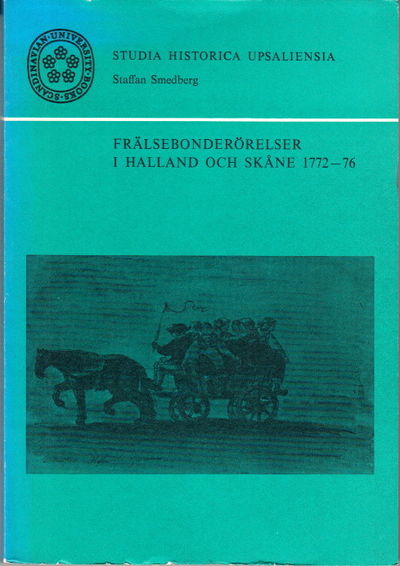 SCANDINAVIAN·UNIVERSITY·BOOKS·
STUDIA HISTORICA UPSALIENSIA
Staffan Smedberg
FRÄLSEBONDERÖRELSER
I HALLAND OCH SKÅNE 1772–76